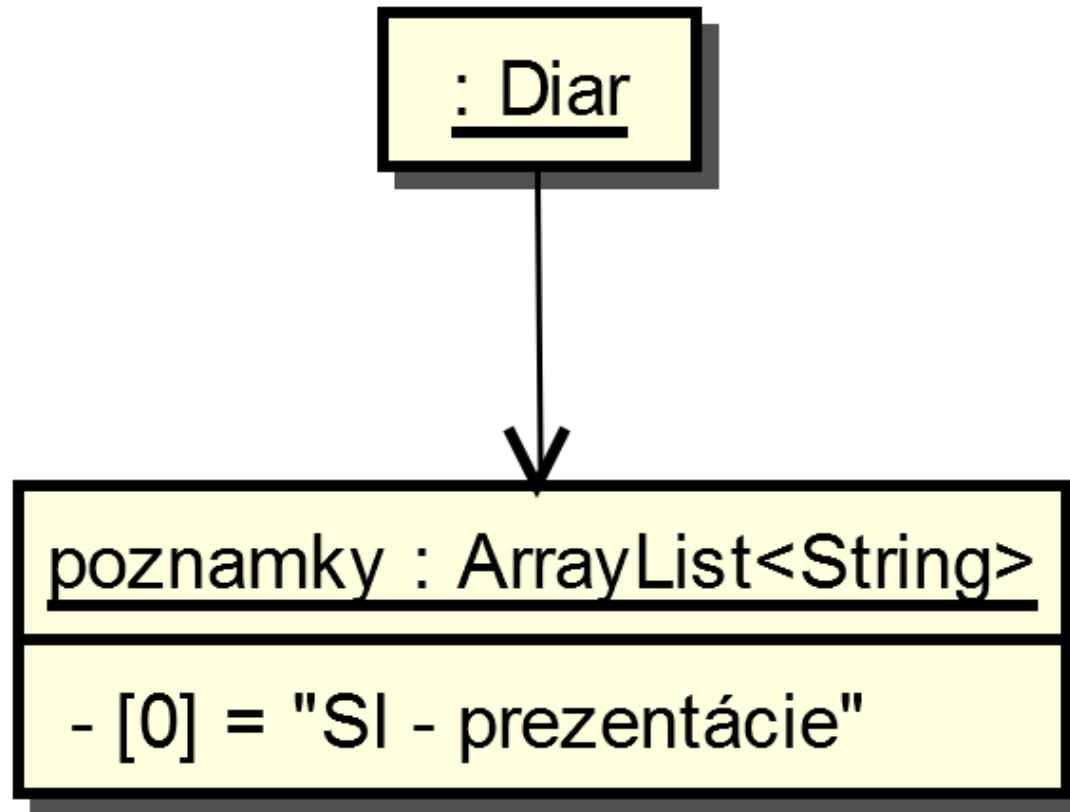 : Diar
poznamky : ArrayList<String>
- [0] = "SI - prezentácie"